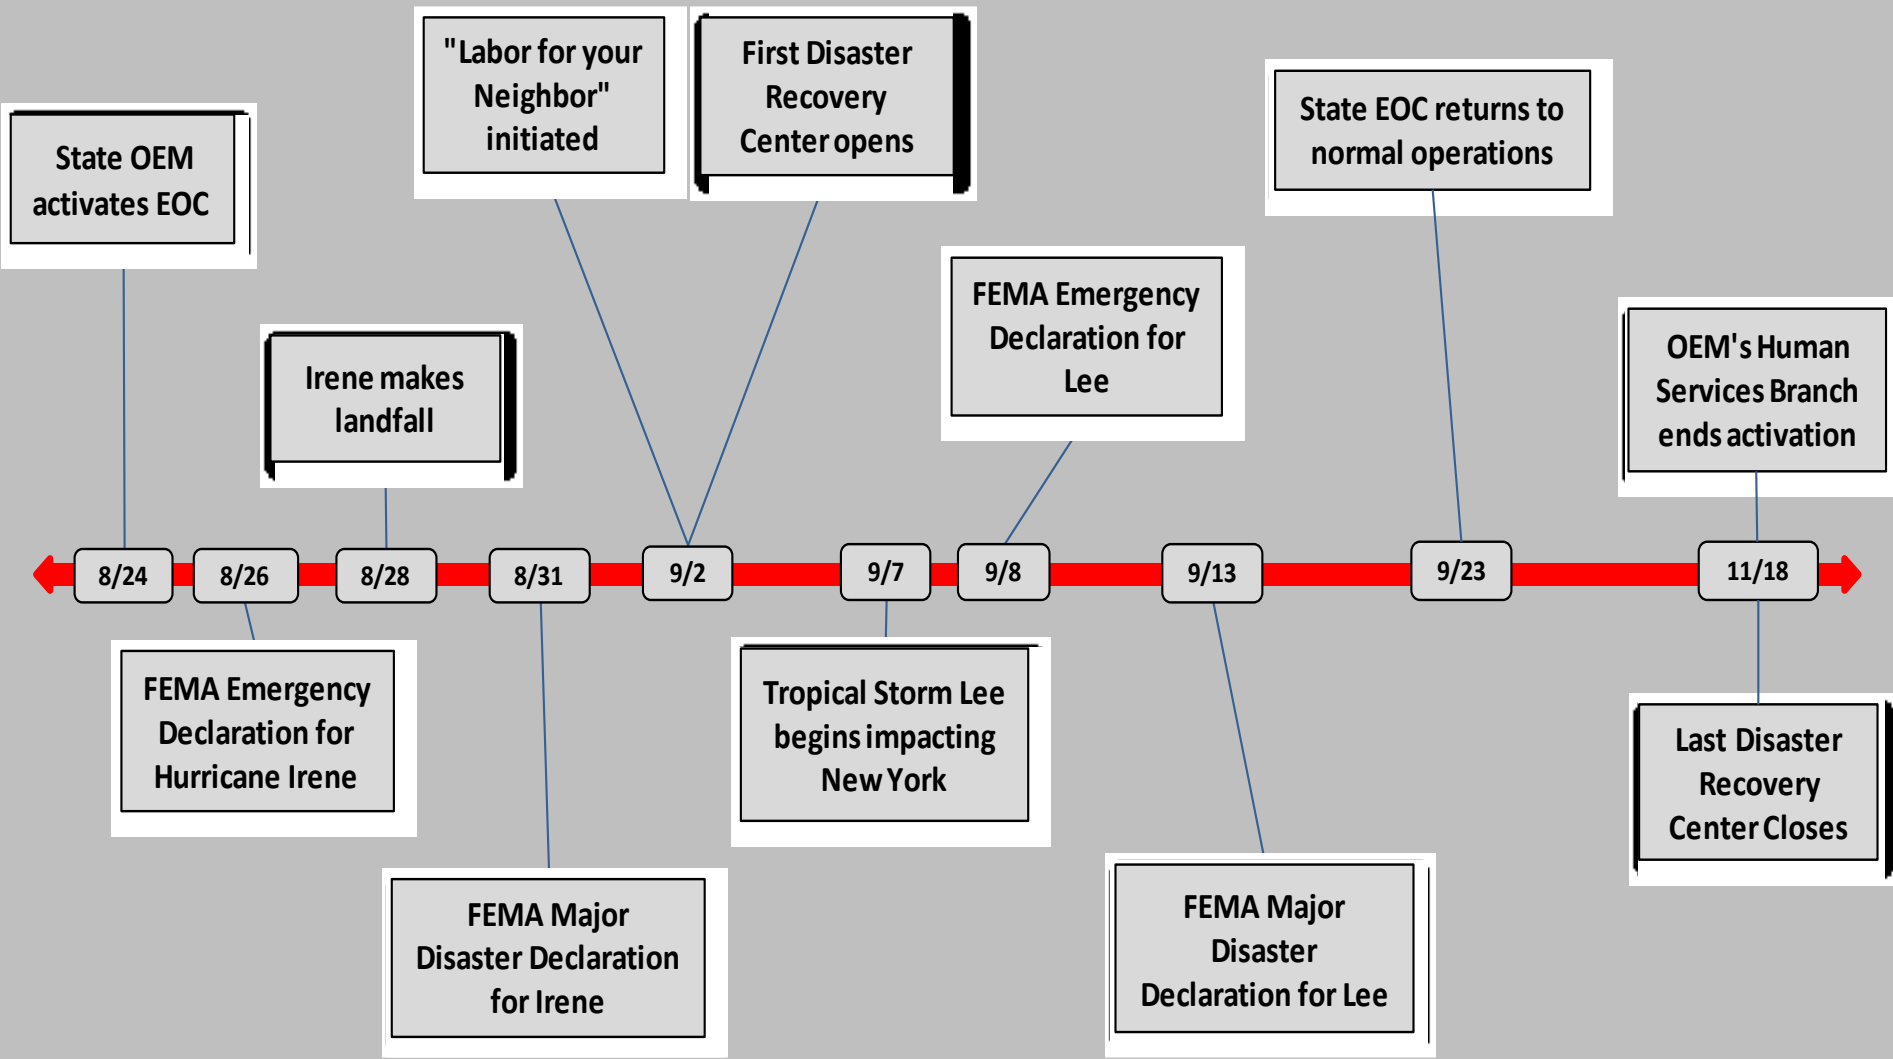 "Labor for your
Neighbor"
initiated
First Disaster
Recovery
Center opens
State EOC returns to
normal operations
State OEM
activates EOC
FEMA Emergency
Declaration for
Lee
Irene makes
landfall
OEM's Human
Services Branch
ends activation
8/24
8/26
8/28
8/31
9/2
9/7
9/8
9/13
9/23
11/18
FEMA Emergency
Declaration for
Hurricane Irene
Tropical Storm Lee
begins impacting
New York
Last Disaster
Recovery
Center Closes
FEMA Major
Disaster Declaration
for Irene
FEMA Major
Disaster
Declaration for Lee